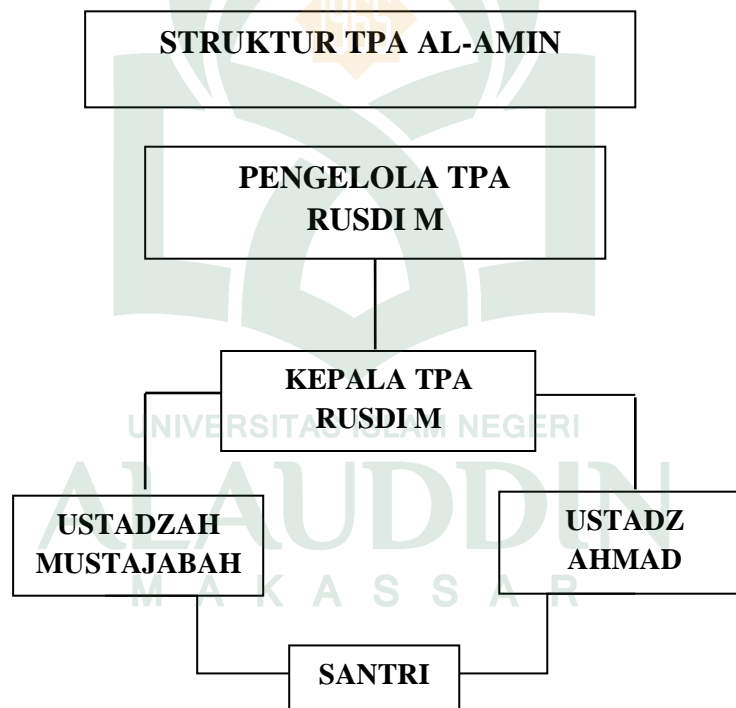 STRUKTUR TPA AL-AMIN
PENGELOLA TPA
RUSDI M
KEPALA TPA
RUSDI M
UNIVERSITAS ISLAM NEGERI
ALAUDDIN
USTADZAH
MUSTAJABAH
USTADZ
AHMAD
MAKASSAR
SANTRI